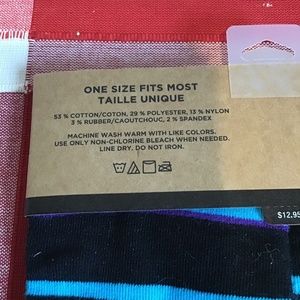 ONE SIZE FITS MOST
TAILLE UNIQUE
53 % COTTON/COTON, 29 % POLYESTER, 13 % NYLON
3 % RUBBER/CAOUTCHOUC, 2 % SPANDEX
MACHINE WASH WARM WITH LIKE COLORS.
USE ONLY NON-CHLORINE BLEACH WHEN NEEDED.
LINE DRY. DO NOT IRON.
$12.95